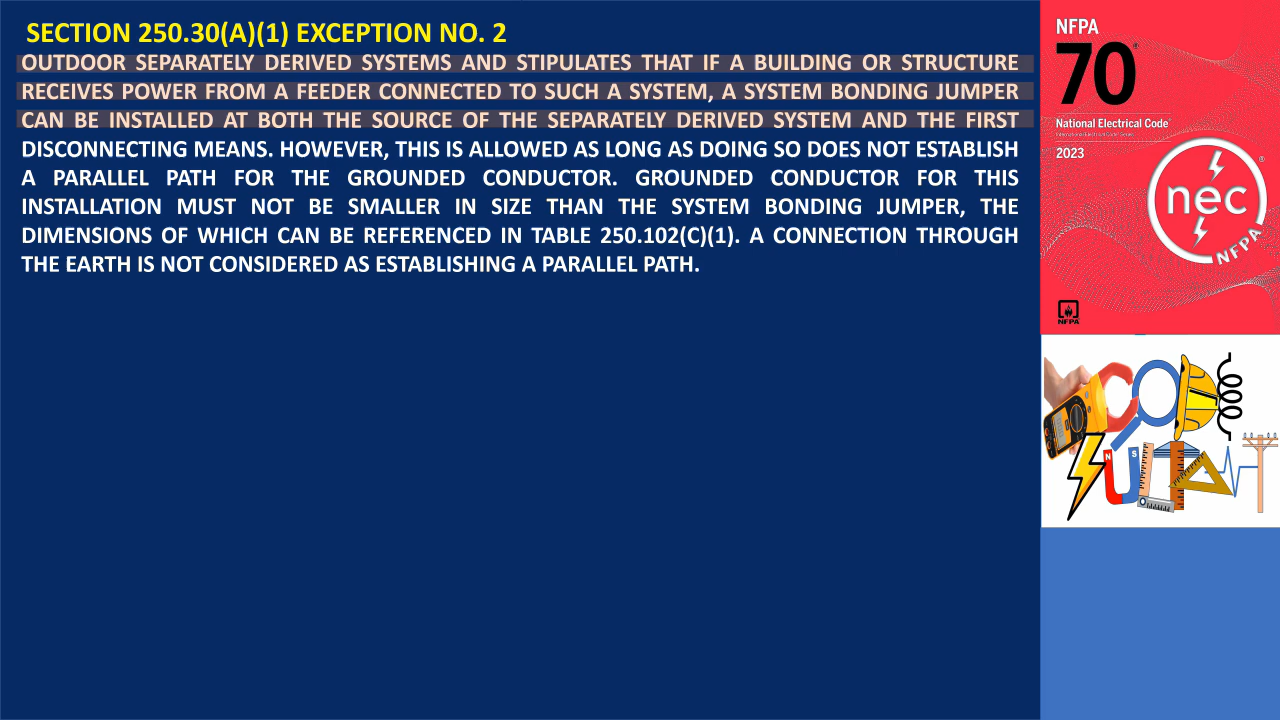 SECTION 250.30(A)(1) EXCEPTION NO. 2
OUTDOOR SEPARATELY DERIVED SYSTEMS AND STIPULATES THAT IF A BUILDING OR STRUCTURE
RECEIVES POWER FROM A FEEDER CONNECTED TO SUCH A SYSTEM, A SYSTEM BONDING JUMPER
CAN BE INSTALLED AT BOTH THE SOURCE OF THE SEPARATELY DERIVED SYSTEM AND THE FIRST
DISCONNECTING MEANS. HOWEVER, THIS IS ALLOWED AS LONG AS DOING SO DOES NOT ESTABLISH
A PARALLEL PATH FOR THE GROUNDED CONDUCTOR. GROUNDED CONDUCTOR FOR THIS
INSTALLATION MUST NOT BE SMALLER IN SIZE THAN THE SYSTEM BONDING JUMPER, THE
DIMENSIONS OF WHICH CAN BE REFERENCED IN TABLE 250.102(C)(1). A CONNECTION THROUGH
THE EARTH IS NOT CONSIDERED AS ESTABLISHING A PARALLEL PATH.
NFPA
70®
National Electrical Code®
International Electrical Code® Series
2023
nec®
NFPA
NFPA
N S